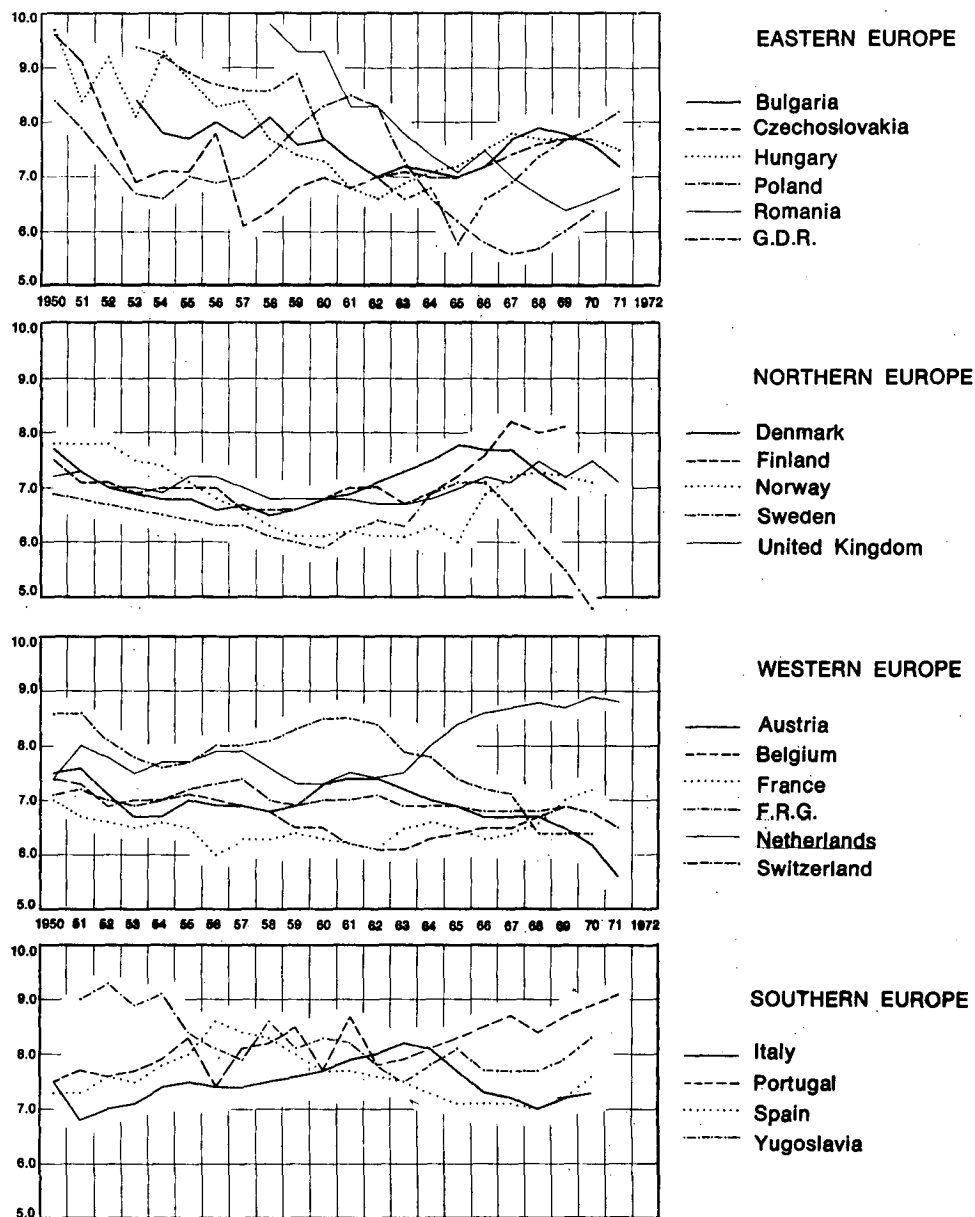 EASTERN EUROPE
10.0
9.0
8.0
7.0
6.0
5.0
Bulgaria
Czechoslovakia
Hungary
Poland
Romania
G.D.R.
1950 51 52 53 54 55 56 57 58 59 60 61 62 63 64 65 66 67 68 69 70 71 1972
NORTHERN EUROPE
10.0
9.0
8.0
7.0
6.0
5.0
Denmark
Finland
Norway
Sweden
United Kingdom
WESTERN EUROPE
10.0
9.0
8.0
7.0
6.0
5.0
Austria
Belgium
France
F.R.G.
Netherlands
Switzerland
1950 51 52 53 54 55 56 57 58 59 60 61 62 63 64 65 66 67 68 69 70 71 1972
SOUTHERN EUROPE
10.0
9.0
8.0
7.0
6.0
5.0
Italy
Portugal
Spain
Yugoslavia